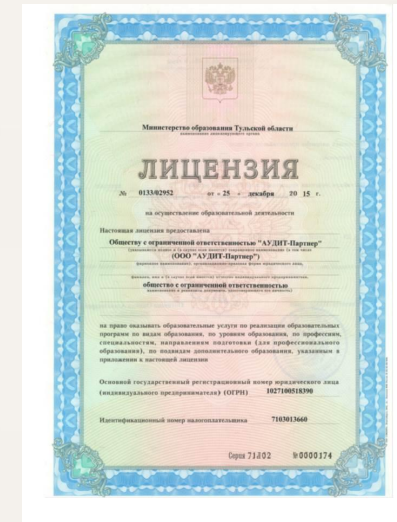 Министерство образования Тульской области
наименование лицензирующего органа
ЛИЦЕНЗИЯ
№ 0133/02952 от « 25 » декабря 20 15 г.
на осуществление образовательной деятельности
Настоящая лицензия предоставлена
Обществу с ограниченной ответственностью "АУДИТ-Партнер"
(ООО "АУДИТ-Партнер")
общество с ограниченной ответственностью
на право оказывать образовательные услуги по реализации образовательных
программ по видам образования, по уровням образования, по профессиям,
специальностям, направлениям подготовки (для профессионального
образования), по подвидам дополнительного образования, указанным в
приложении к настоящей лицензии
Основной государственный регистрационный номер юридического лица
(индивидуального предпринимателя) (ОГРН) 1027100518390
Идентификационный номер налогоплательщика 7103013660
Серия 71Л02 №0000174